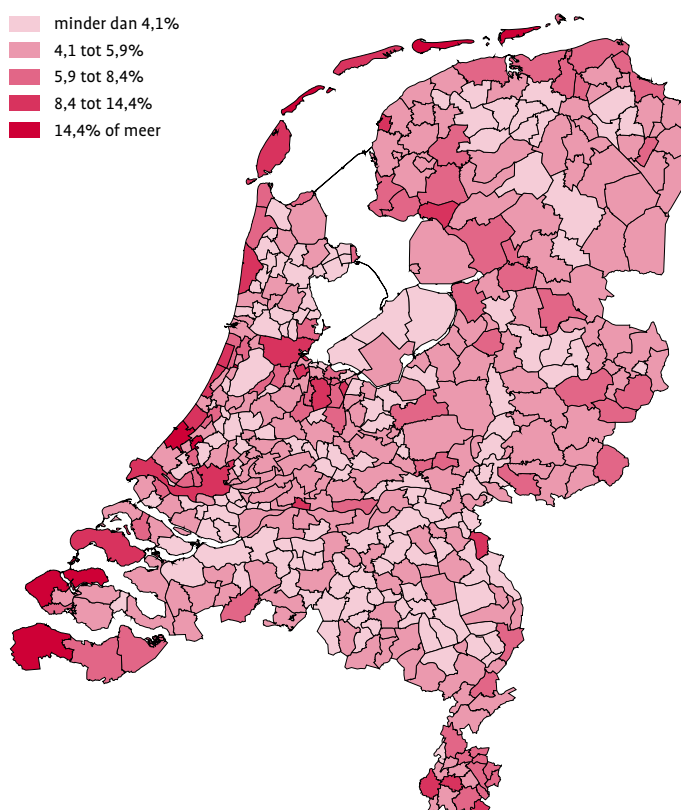 minder dan 4,1%
4,1 tot 5,9%
5,9 tot 8,4%
8,4 tot 14,4%
14,4% of meer